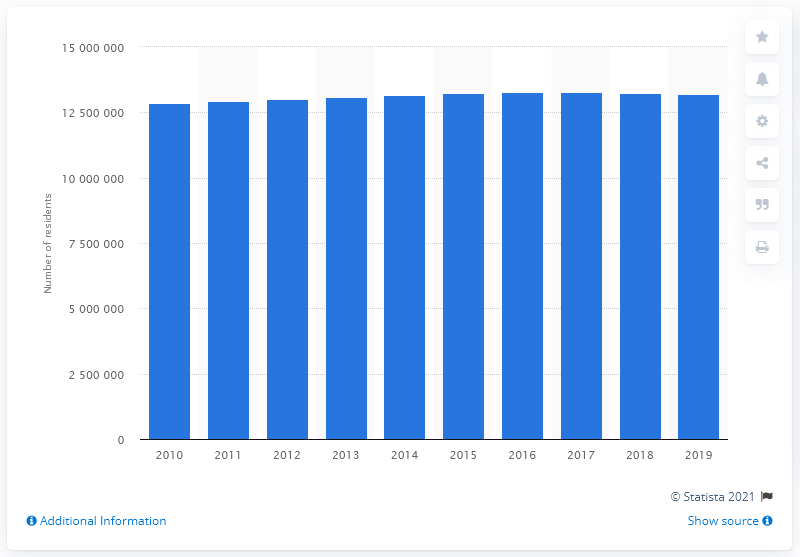 15 000 000
12 500 000
10 000 000
7 500 000
5 000 000
2 500 000
0
Number of residents
2010 2011 2012 2013 2014 2015 2016 2017 2018 2019
© Statista 2021
Additional Information
Show source